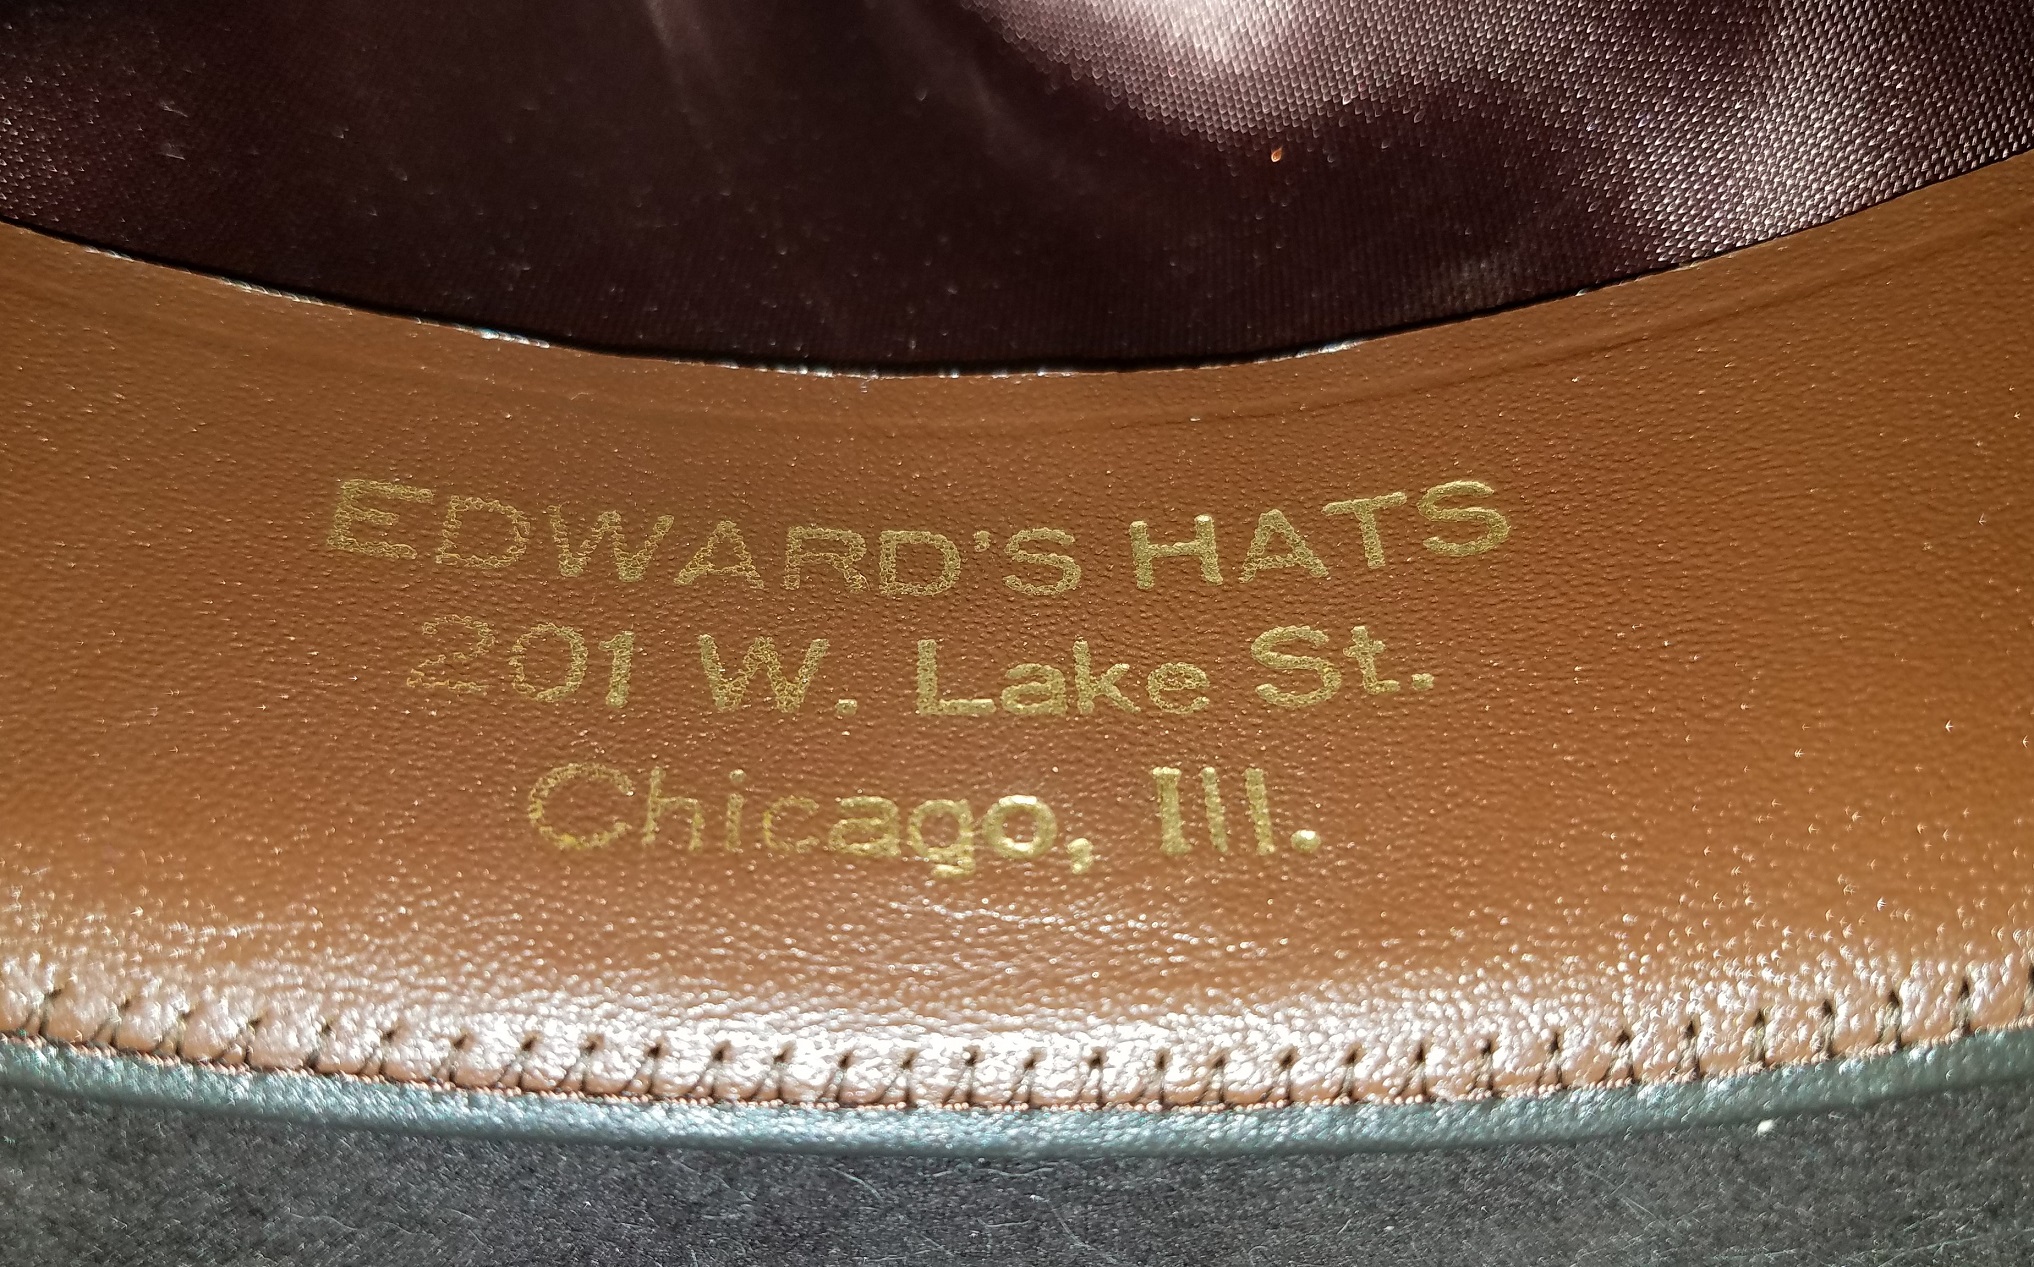 EDWARD'S HATS
201 W. Lake St.
Chicago, Ill.